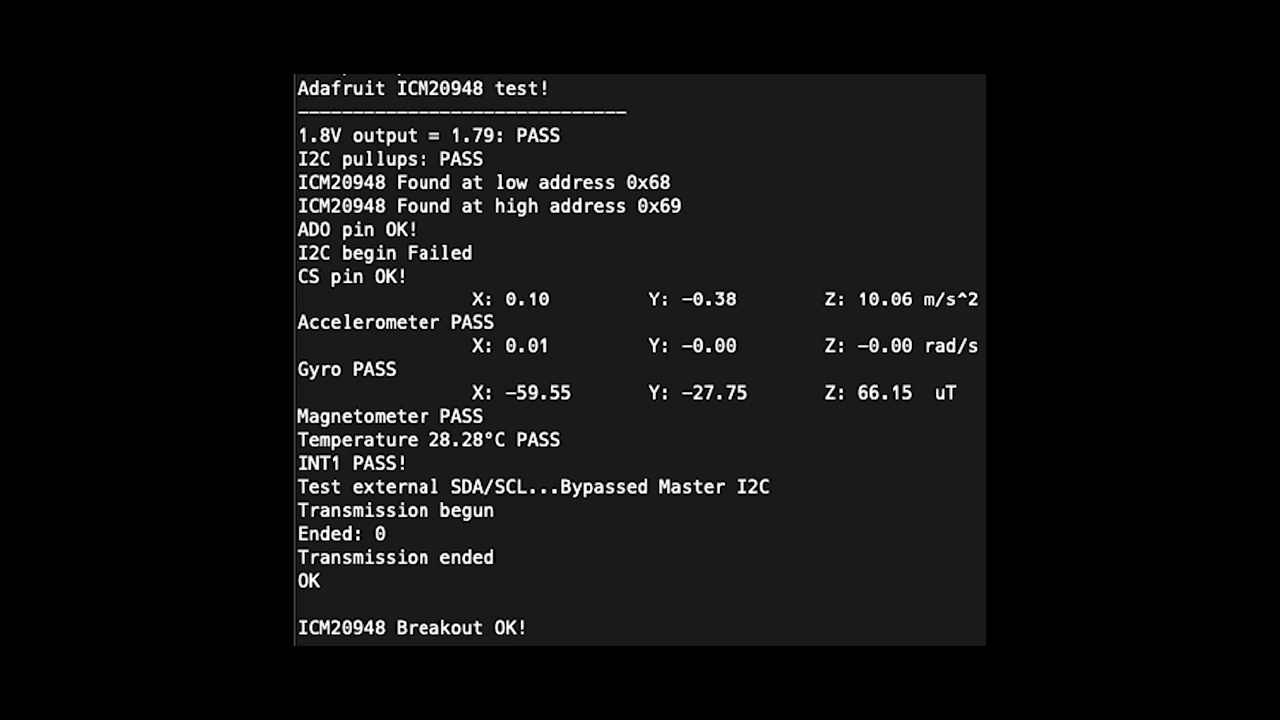 Adafruit ICM20948 test!
------------------------------
1.8V output = 1.79: PASS
I2C pullups: PASS
ICM20948 Found at low address 0x68
ICM20948 Found at high address 0x69
ADO pin OK!
I2C begin Failed
CS pin OK!
X: 0.10 Y: -0.38 Z: 10.06 m/s^2
Accelerometer PASS
X: 0.01 Y: -0.00 Z: -0.00 rad/s
Gyro PASS
X: -59.55 Y: -27.75 Z: 66.15 uT
Magnetometer PASS
Temperature 28.28°C PASS
INT1 PASS!
Test external SDA/SCL...Bypassed Master I2C
Transmission begun
Ended: 0
Transmission ended
OK
ICM20948 Breakout OK!